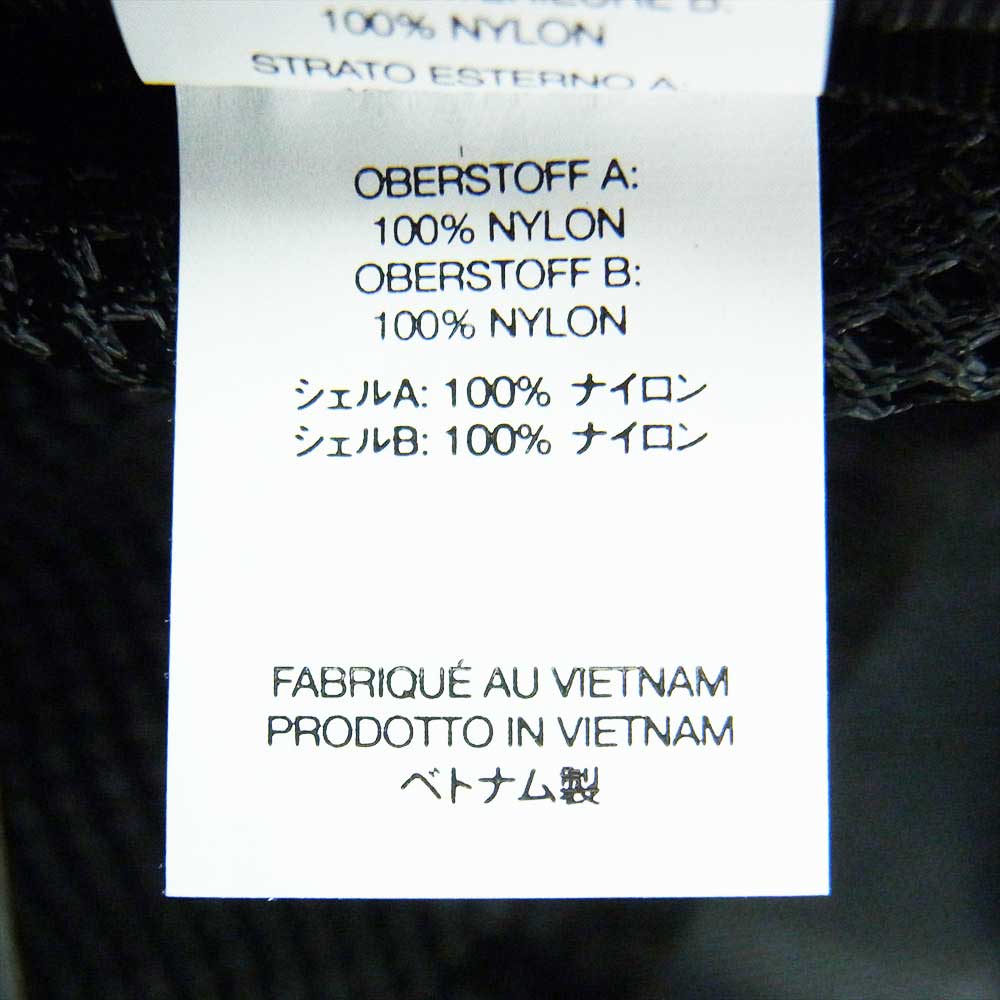 B:
100% NYLON
STRATO ESTERNO A:
OBERSTOFF A:
100% NYLON
OBERSTOFF B:
100% NYLON
シェルA: 100% ナイロン
シェルB: 100% ナイロン
FABRIQUÉ AU VIETNAM
PRODOTTO IN VIETNAM
ベトナム製